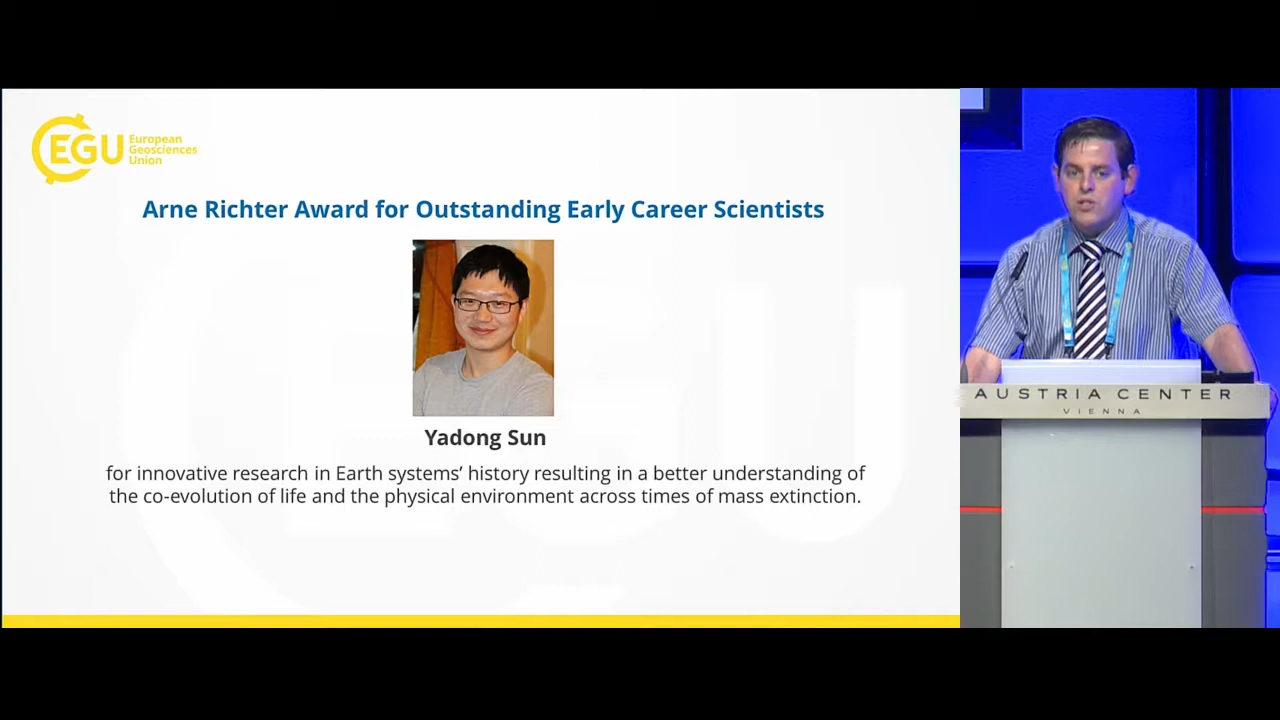 EGU
European
Geosciences
Union
Arne Richter Award for Outstanding Early Career Scientists
Yadong Sun
for innovative research in Earth systems’ history resulting in a better understanding of
the co-evolution of life and the physical environment across times of mass extinction.
AUSTRIA CENTER
VIENNA